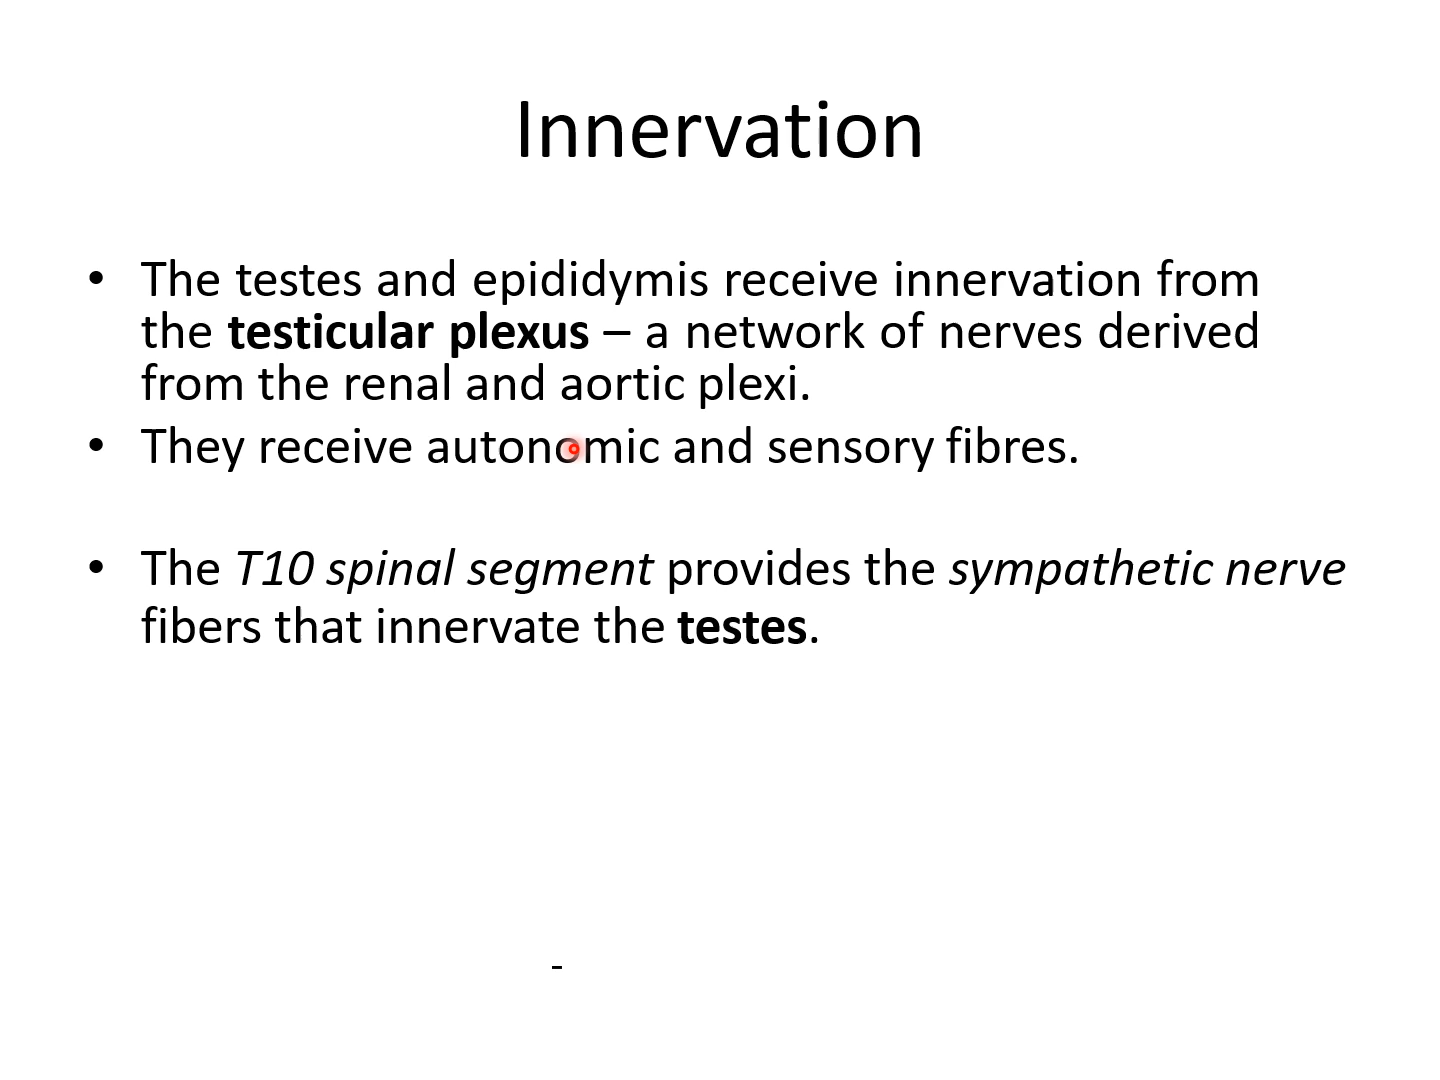 Innervation
• The testes and epididymis receive innervation from
the testicular plexus – a network of nerves derived
from the renal and aortic plexi.
• They receive autonomic and sensory fibres.
• The T10 spinal segment provides the sympathetic nerve
fibers that innervate the testes.
-